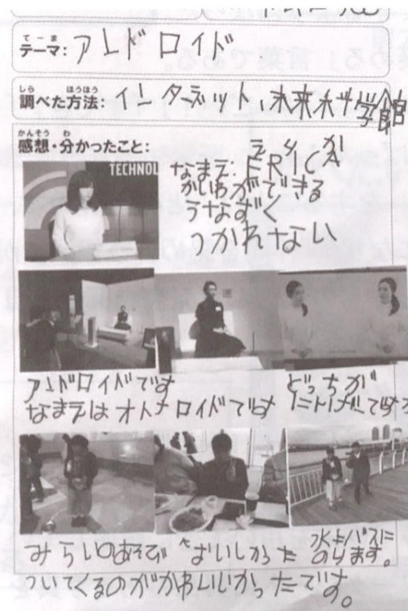 テーマ: アンドロイド
調べた方法: インターネット、未来科学館
感想・分かったこと:
TECHNOL
えりか
なまえ: ERICA
かいわができる
うなずく
つかれない
アンドロイドです
なまえはオトナロイドです
どっちが
にんげんですか
みらいのあそび
おいしかった
水上バスに
のります。
ついてくるのがかわいいかったです。